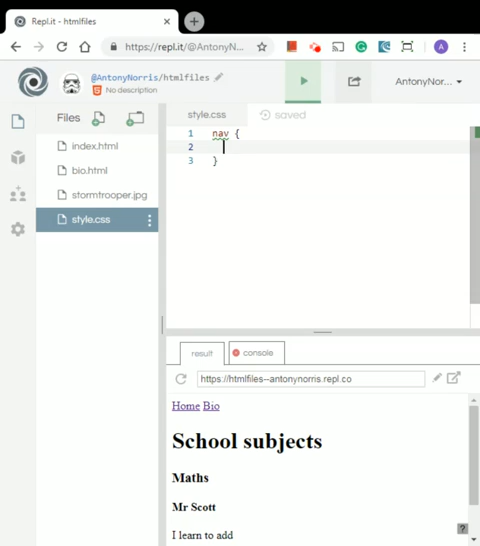 Repl.it - htmlfiles
https://repl.it/@AntonyN...
A
@AntonyNorris/htmlfiles
No description
AntonyNor...
Files
index.html
bio.html
stormtrooper.jpg
style.css
style.css
saved
1 nav {
2
3 }
result
console
https://htmlfiles--antonynorris.repl.co
Home Bio
School subjects
Maths
Mr Scott
I learn to add
?